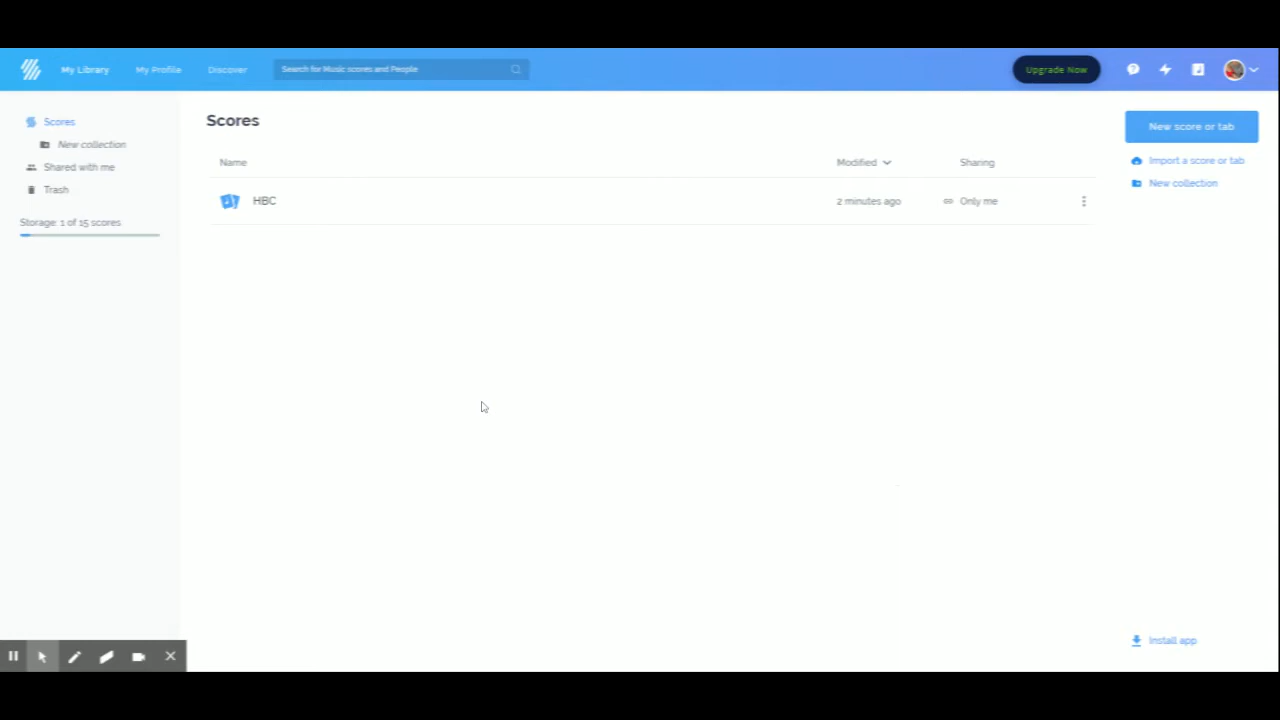 My Library My Profile Discover Search for Music scores and People Upgrade Now
Scores
New collection
Shared with me
Trash
Storage: 1 of 15 scores
Scores
Name Modified Sharing
HBC 2 minutes ago Only me
New score or tab
Import a score or tab
New collection
Install app